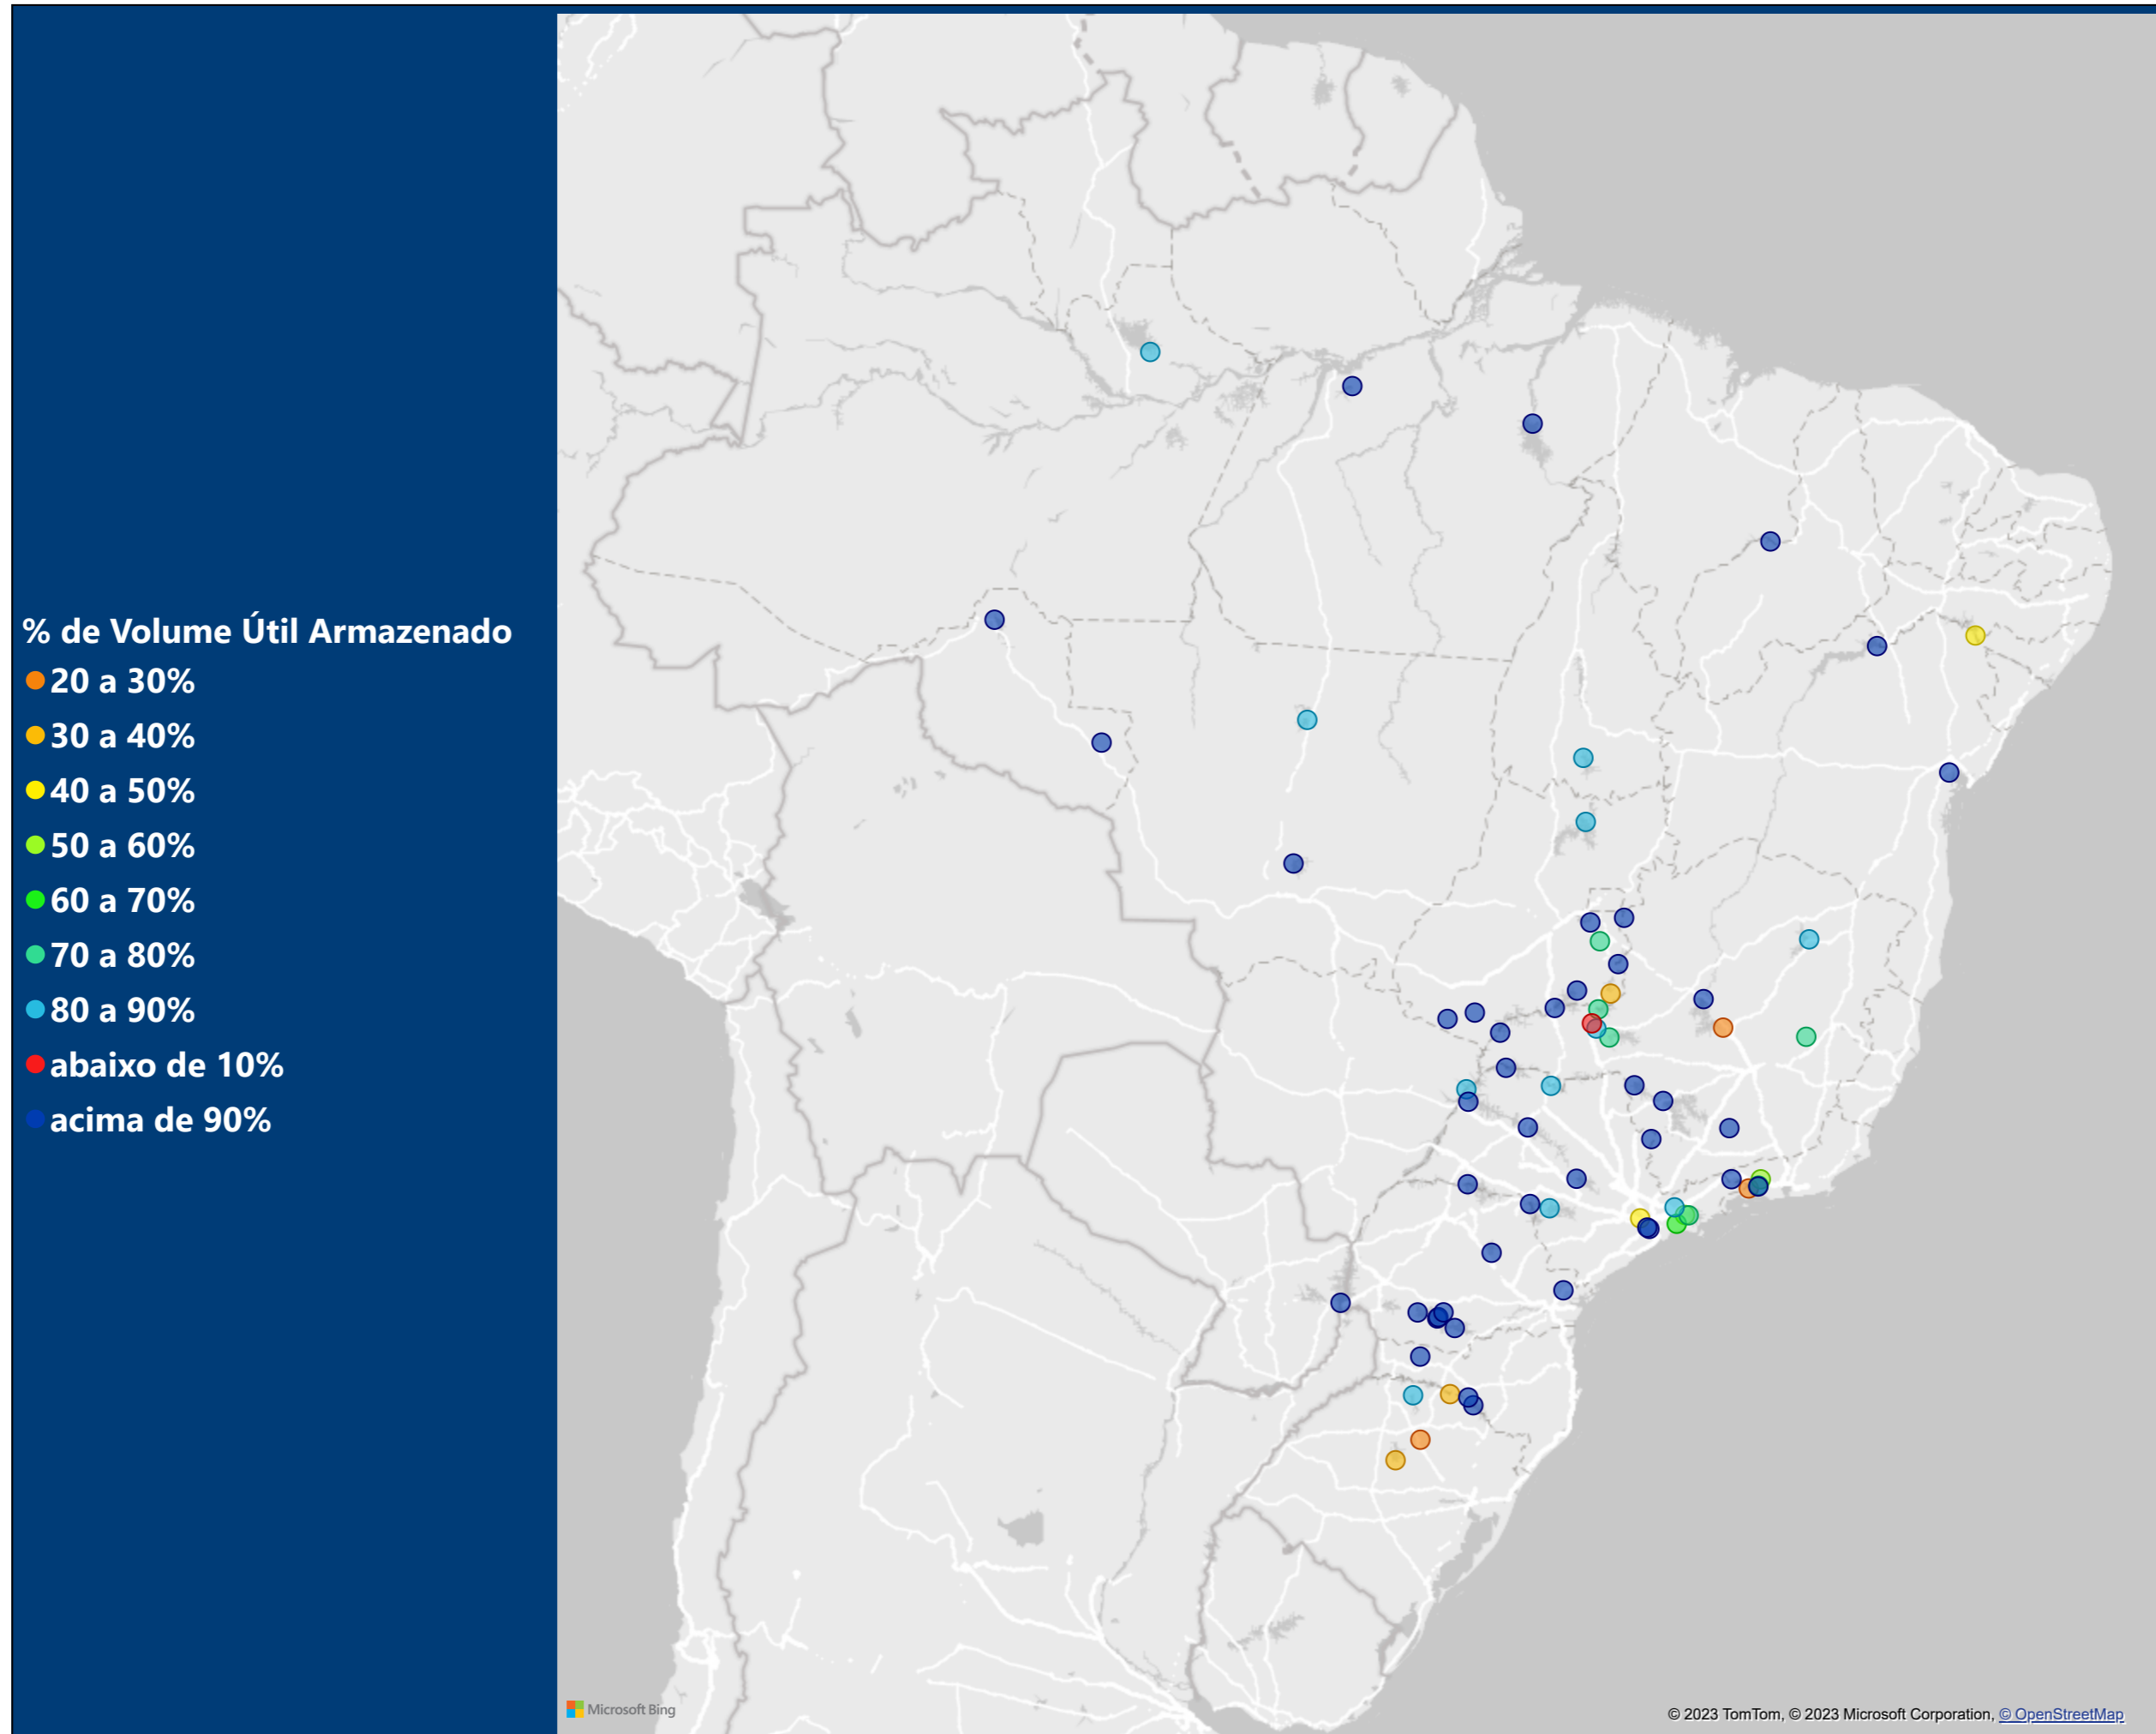 % de Volume Útil Armazenado
20 a 30%
30 a 40%
40 a 50%
50 a 60%
60 a 70%
70 a 80%
80 a 90%
abaixo de 10%
acima de 90%
Microsoft Bing
© 2023 TomTom, © 2023 Microsoft Corporation, © OpenStreetMap